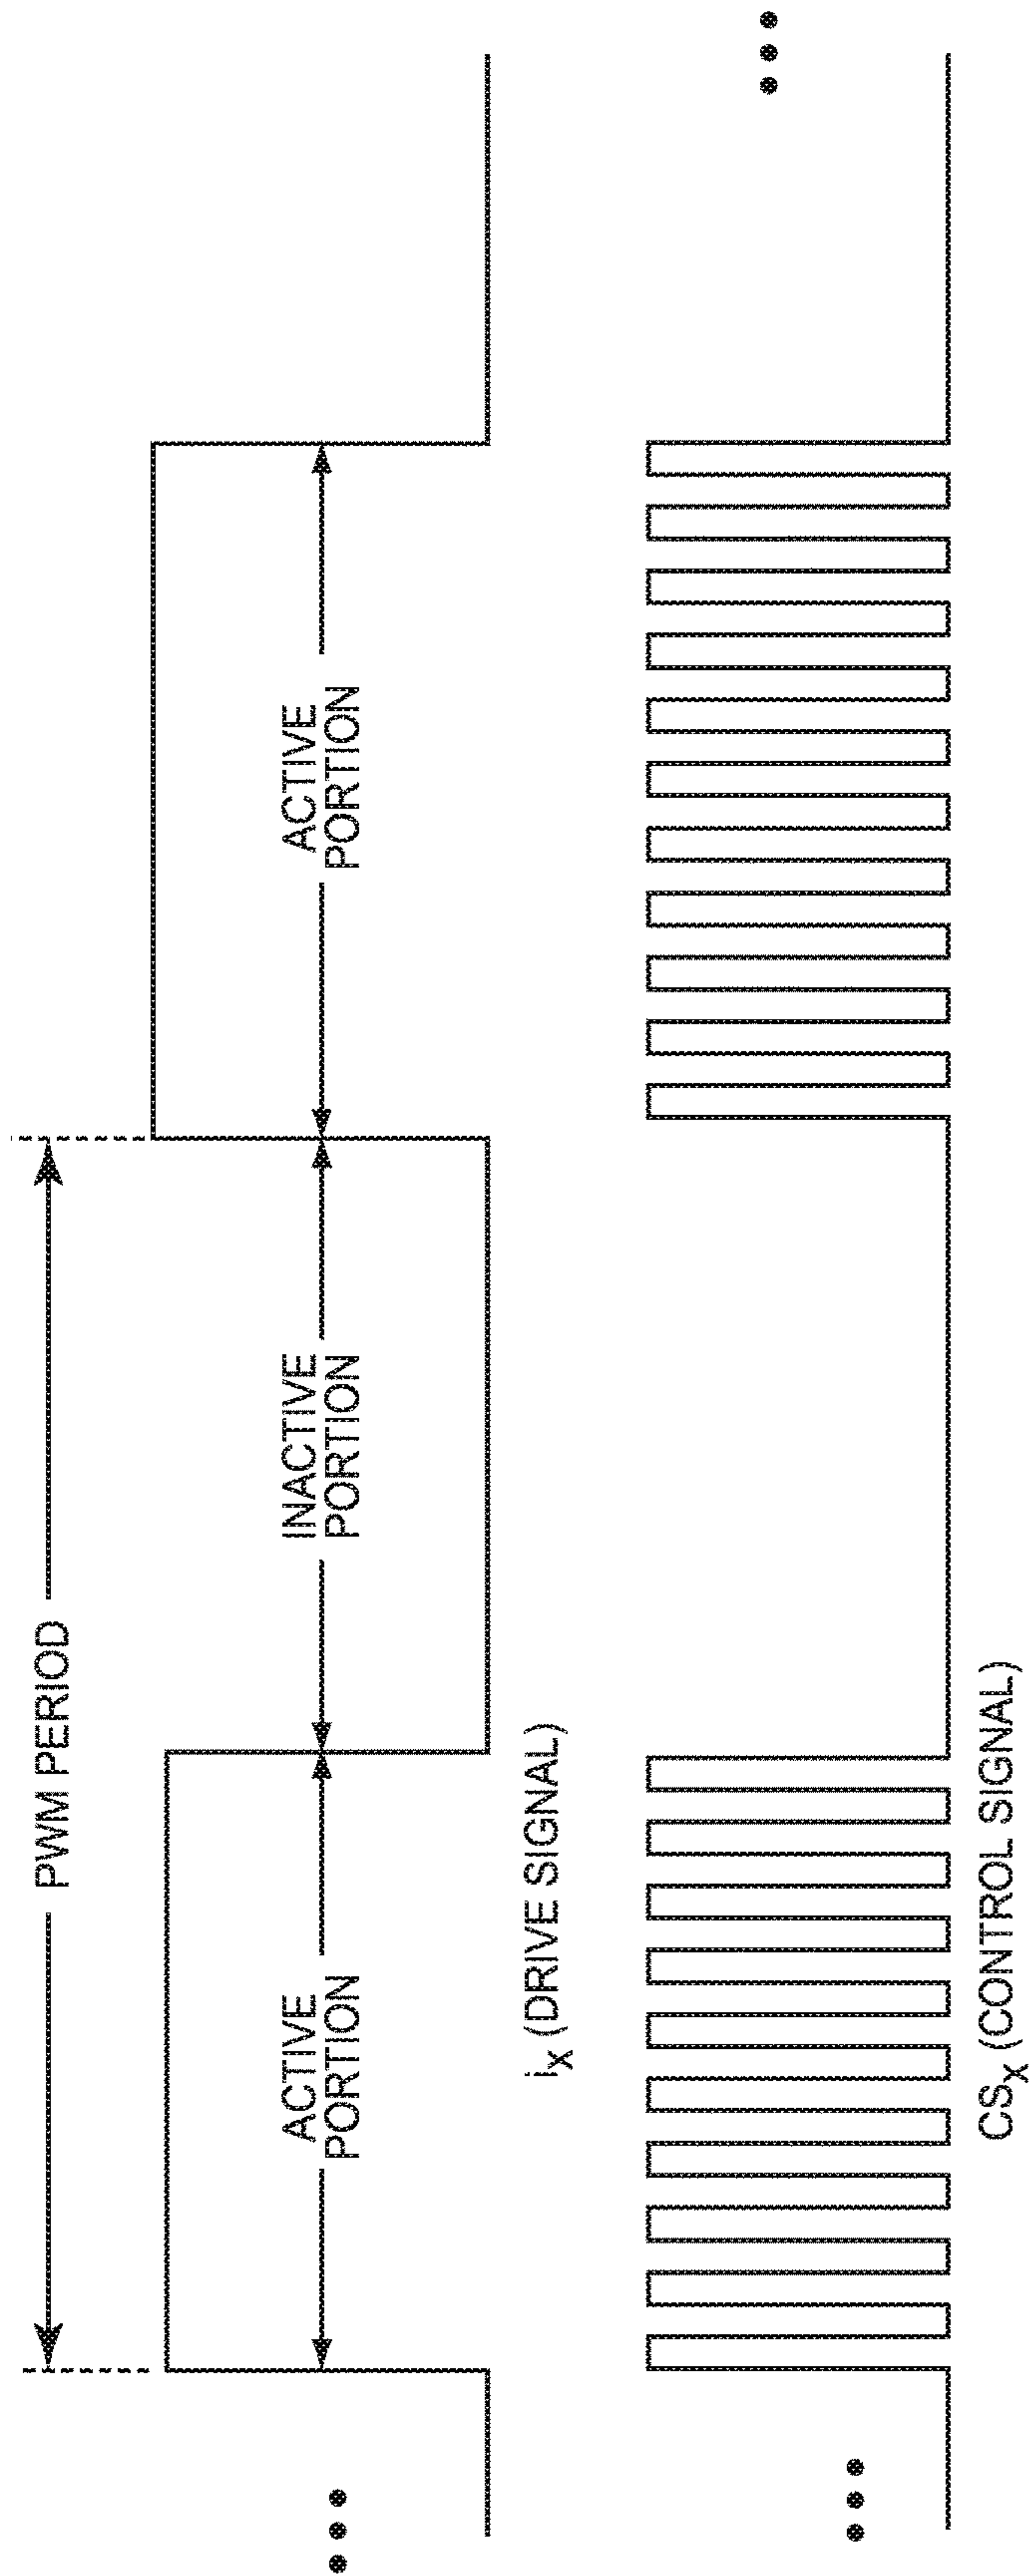 PWM PERIOD
ACTIVE
PORTION
INACTIVE
PORTION
ACTIVE
PORTION
iX (DRIVE SIGNAL)
CSX (CONTROL SIGNAL)